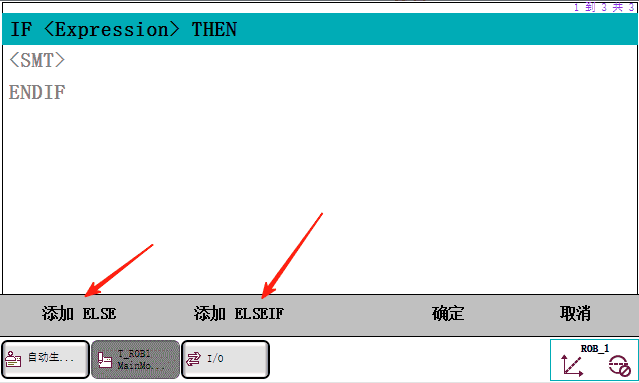 1 到 3 共 3
IF <Expression> THEN
<SMT>
ENDIF
添加 ELSE 添加 ELSEIF 确定 取消
自动生... T_ROB1 I/O ROB_1
MainMo...